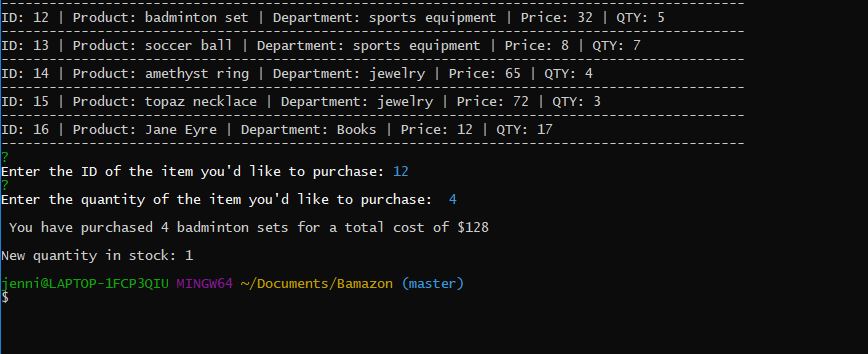 --------------------------------------------------------------------------------------------
ID: 12 | Product: badminton set | Department: sports equipment | Price: 32 | QTY: 5
--------------------------------------------------------------------------------------------
ID: 13 | Product: soccer ball | Department: sports equipment | Price: 8 | QTY: 7
--------------------------------------------------------------------------------------------
ID: 14 | Product: amethyst ring | Department: jewelry | Price: 65 | QTY: 4
--------------------------------------------------------------------------------------------
ID: 15 | Product: topaz necklace | Department: jewelry | Price: 72 | QTY: 3
--------------------------------------------------------------------------------------------
ID: 16 | Product: Jane Eyre | Department: Books | Price: 12 | QTY: 17
--------------------------------------------------------------------------------------------
?
Enter the ID of the item you'd like to purchase: 12
?
Enter the quantity of the item you'd like to purchase:  4
 You have purchased 4 badminton sets for a total cost of $128
New quantity in stock: 1
jenni@LAPTOP-1FCP3QIU MINGW64 ~/Documents/Bamazon (master)
$